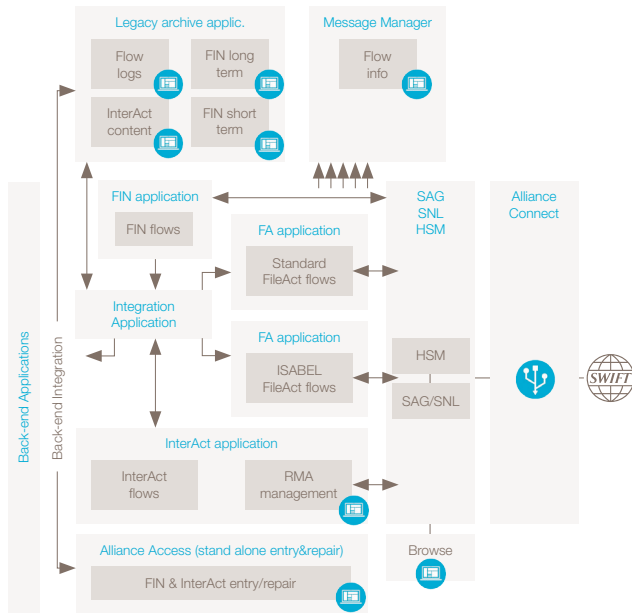 Legacy archive applic.
Flow
logs
FIN long
term
InterAct
content
FIN short
term
Message Manager
Flow
info
FIN application
FIN flows
SAG
SNL
HSM
Alliance
Connect
FA application
Standard
FileAct flows
Integration
Application
FA application
ISABEL
FileAct flows
HSM
SAG/SNL
SWIFT
Back-end Applications
Back-end Integration
InterAct application
InterAct
flows
RMA
management
Alliance Access (stand alone entry&repair)
FIN & InterAct entry/repair
Browse